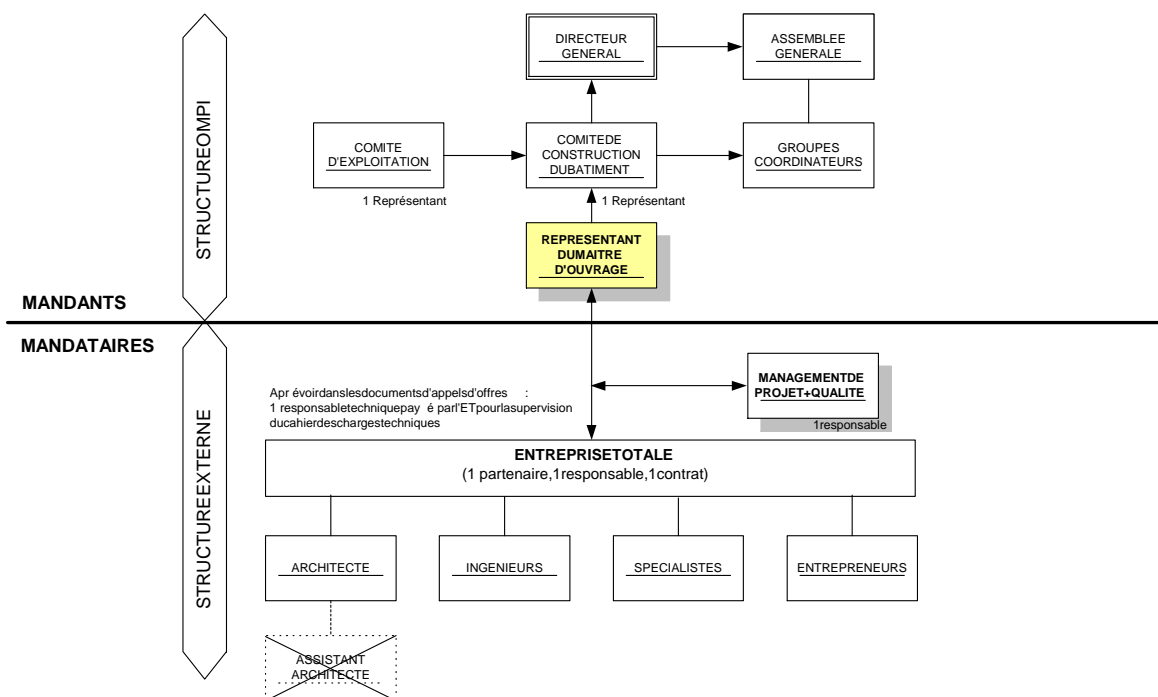 DIRECTEUR
GENERAL
ASSEMBLEE
GENERALE
STRUCTUREOMPI
COMITE
D'EXPLOITATION
COMITEDE
CONSTRUCTION
DUBATIMENT
GROUPES
COORDINATEURS
1 Représentant
1 Représentant
REPRESENTANT
DUMAITRE
D'OUVRAGE
MANDANTS
MANDATAIRES
STRUCTUREEXTERNE
MANAGEMENTDE
PROJET+QUALITE
1responsable
Apr évoirdanslesdocumentsd'appelsd'offres :
1 responsabletechniquepay é parl'ETpourlasupervision
ducahierdeschargestechniques
ENTREPRISETOTALE
(1 partenaire,1responsable,1contrat)
ARCHITECTE
INGENIEURS
SPECIALISTES
ENTREPRENEURS
ASSISTANT
ARCHITECTE